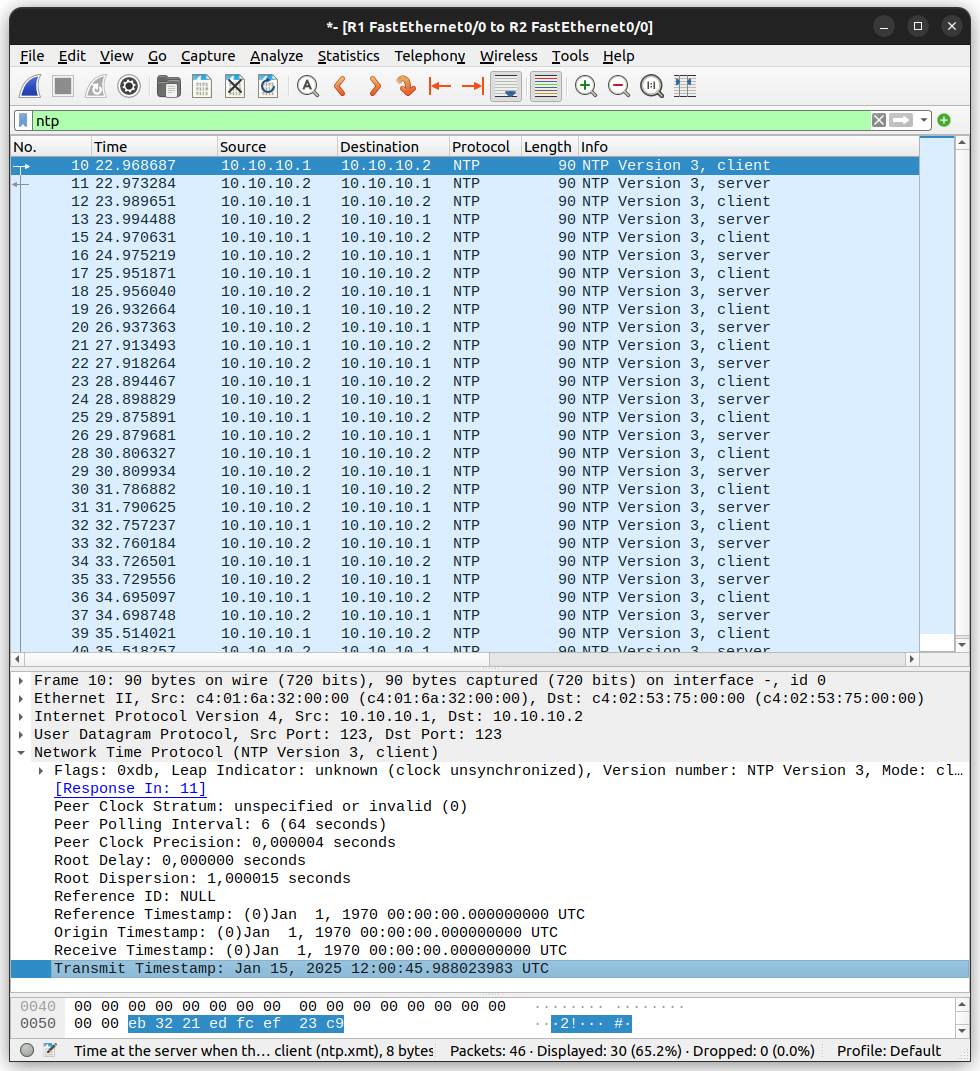 *- [R1 FastEthernet0/0 to R2 FastEthernet0/0]
File Edit View Go Capture Analyze Statistics Telephony Wireless Tools Help
ntp
No. Time Source Destination Protocol Length Info
10 22.968687 10.10.10.1 10.10.10.2 NTP 90 NTP Version 3, client
11 22.973284 10.10.10.2 10.10.10.1 NTP 90 NTP Version 3, server
12 23.989651 10.10.10.1 10.10.10.2 NTP 90 NTP Version 3, client
13 23.994488 10.10.10.2 10.10.10.1 NTP 90 NTP Version 3, server
15 24.970631 10.10.10.1 10.10.10.2 NTP 90 NTP Version 3, client
16 24.975219 10.10.10.2 10.10.10.1 NTP 90 NTP Version 3, server
17 25.951871 10.10.10.1 10.10.10.2 NTP 90 NTP Version 3, client
18 25.956040 10.10.10.2 10.10.10.1 NTP 90 NTP Version 3, server
19 26.932664 10.10.10.1 10.10.10.2 NTP 90 NTP Version 3, client
20 26.937363 10.10.10.2 10.10.10.1 NTP 90 NTP Version 3, server
21 27.913493 10.10.10.1 10.10.10.2 NTP 90 NTP Version 3, client
22 27.918264 10.10.10.2 10.10.10.1 NTP 90 NTP Version 3, server
23 28.894467 10.10.10.1 10.10.10.2 NTP 90 NTP Version 3, client
24 28.898829 10.10.10.2 10.10.10.1 NTP 90 NTP Version 3, server
25 29.875891 10.10.10.1 10.10.10.2 NTP 90 NTP Version 3, client
26 29.879681 10.10.10.2 10.10.10.1 NTP 90 NTP Version 3, server
28 30.806327 10.10.10.1 10.10.10.2 NTP 90 NTP Version 3, client
29 30.809934 10.10.10.2 10.10.10.1 NTP 90 NTP Version 3, server
30 31.786882 10.10.10.1 10.10.10.2 NTP 90 NTP Version 3, client
31 31.790625 10.10.10.2 10.10.10.1 NTP 90 NTP Version 3, server
32 32.757237 10.10.10.1 10.10.10.2 NTP 90 NTP Version 3, client
33 32.760184 10.10.10.2 10.10.10.1 NTP 90 NTP Version 3, server
34 33.726501 10.10.10.1 10.10.10.2 NTP 90 NTP Version 3, client
35 33.729556 10.10.10.2 10.10.10.1 NTP 90 NTP Version 3, server
36 34.695097 10.10.10.1 10.10.10.2 NTP 90 NTP Version 3, client
37 34.698748 10.10.10.2 10.10.10.1 NTP 90 NTP Version 3, server
39 35.514021 10.10.10.1 10.10.10.2 NTP 90 NTP Version 3, client
40 35.518257 10.10.10.2 10.10.10.1 NTP 90 NTP Version 3, server
Frame 10: 90 bytes on wire (720 bits), 90 bytes captured (720 bits) on interface -, id 0
Ethernet II, Src: c4:01:6a:32:00:00 (c4:01:6a:32:00:00), Dst: c4:02:53:75:00:00 (c4:02:53:75:00:00)
Internet Protocol Version 4, Src: 10.10.10.1, Dst: 10.10.10.2
User Datagram Protocol, Src Port: 123, Dst Port: 123
Network Time Protocol (NTP Version 3, client)
Flags: 0xdb, Leap Indicator: unknown (clock unsynchronized), Version number: NTP Version 3, Mode: cl…
[Response In: 11]
Peer Clock Stratum: unspecified or invalid (0)
Peer Polling Interval: 6 (64 seconds)
Peer Clock Precision: 0,000004 seconds
Root Delay: 0,000000 seconds
Root Dispersion: 1,000015 seconds
Reference ID: NULL
Reference Timestamp: (0)Jan  1, 1970 00:00:00.000000000 UTC
Origin Timestamp: (0)Jan  1, 1970 00:00:00.000000000 UTC
Receive Timestamp: (0)Jan  1, 1970 00:00:00.000000000 UTC
Transmit Timestamp: Jan 15, 2025 12:00:45.988023983 UTC
0040 00 00 00 00 00 00 00 00 00 00 00 00 00 00 00 00 ········ ········
0050 00 00 eb 32 21 ed fc ef 23 c9 ···2!··· #·
Time at the server when th… client (ntp.xmt), 8 bytes Packets: 46 · Displayed: 30 (65.2%) · Dropped: 0 (0.0%) Profile: Default